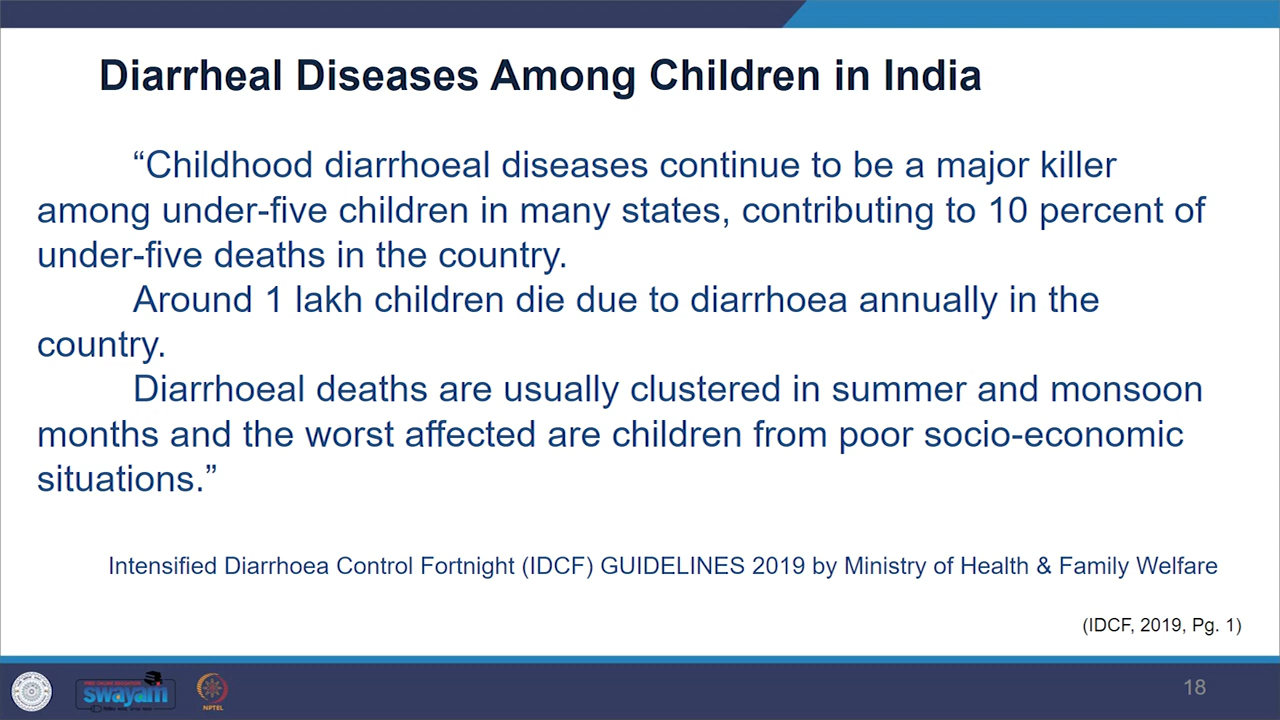 Diarrheal Diseases Among Children in India
“Childhood diarrhoeal diseases continue to be a major killer
among under-five children in many states, contributing to 10 percent of
under-five deaths in the country.
Around 1 lakh children die due to diarrhoea annually in the
country.
Diarrhoeal deaths are usually clustered in summer and monsoon
months and the worst affected are children from poor socio-economic
situations.”
Intensified Diarrhoea Control Fortnight (IDCF) GUIDELINES 2019 by Ministry of Health & Family Welfare
(IDCF, 2019, Pg. 1)
swayam
NPTEL
18